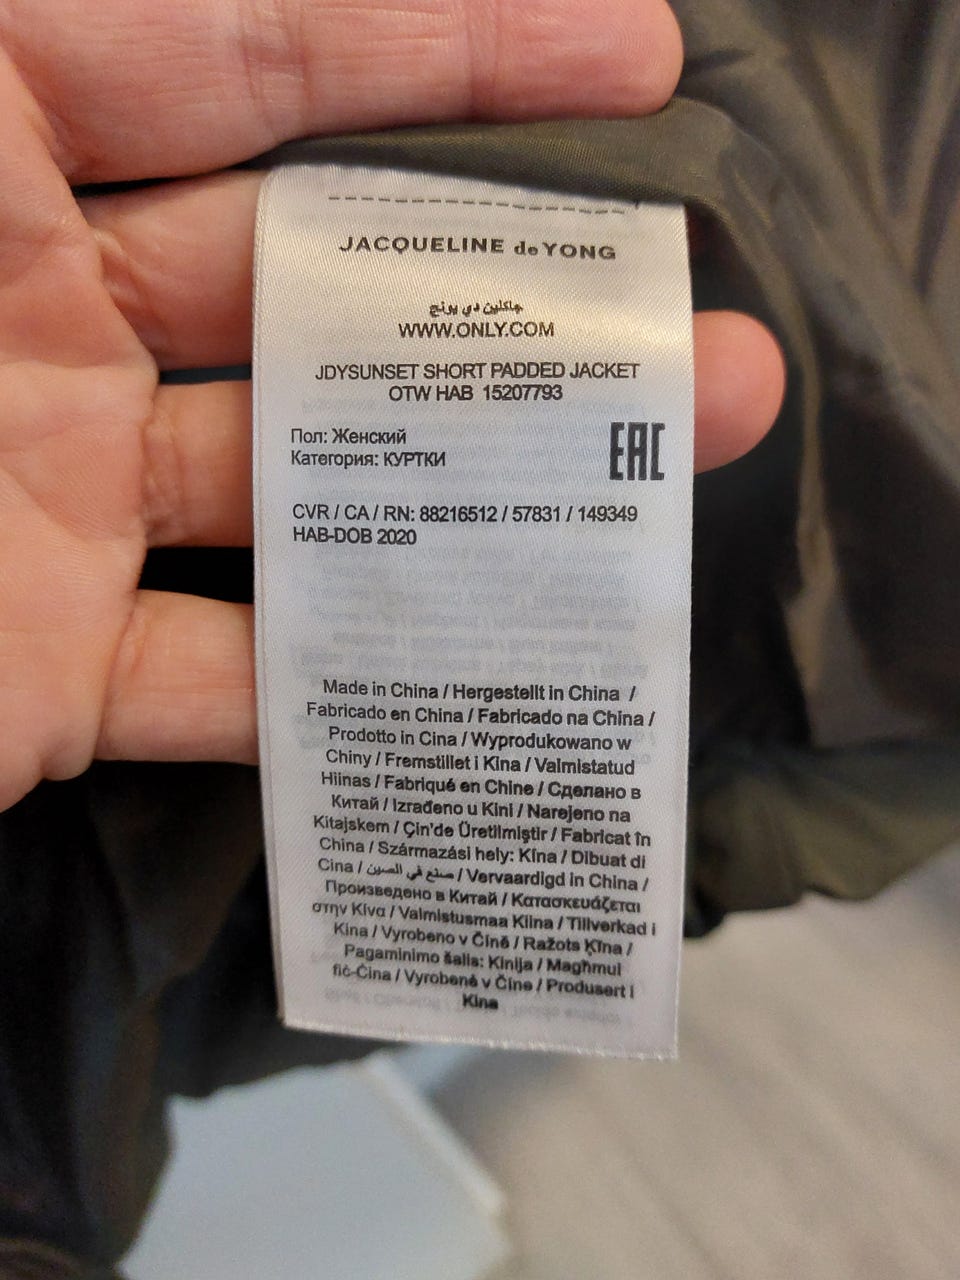 JACQUELINE de YONG
جاكلين دي يونج
WWW.ONLY.COM
JDYSUNSET SHORT PADDED JACKET
OTW HAB 15207793
Пол: Женский
Категория: КУРТКИ
EAC
CVR / CA / RN: 88216512 / 57831 / 149349
HAB-DOB 2020
Made in China / Hergestellt in China /
Fabricado en China / Fabricado na China /
Prodotto in Cina / Wyprodukowano w
Chiny / Fremstillet i Kina / Valmistatud
Hiinas / Fabriqué en Chine / Сделано в
Китай / Izrađeno u Kini / Narejeno na
Kitajskem / Çin'de Üretilmiştir / Fabricat în
China / Származási hely: Kína / Dibuat di
Cina / صنع في الصين / Vervaardigd in China /
Произведено в Китай / Κατασκευάζεται
στην Κίνα / Valmistusmaa Kiina / Tillverkad i
Kina / Vyrobeno v Číně / Ražots Ķīna /
Pagaminimo šalis: Kinija / Magħmul
fiċ-Ċina / Vyrobené v Číne / Produsert i
Kina